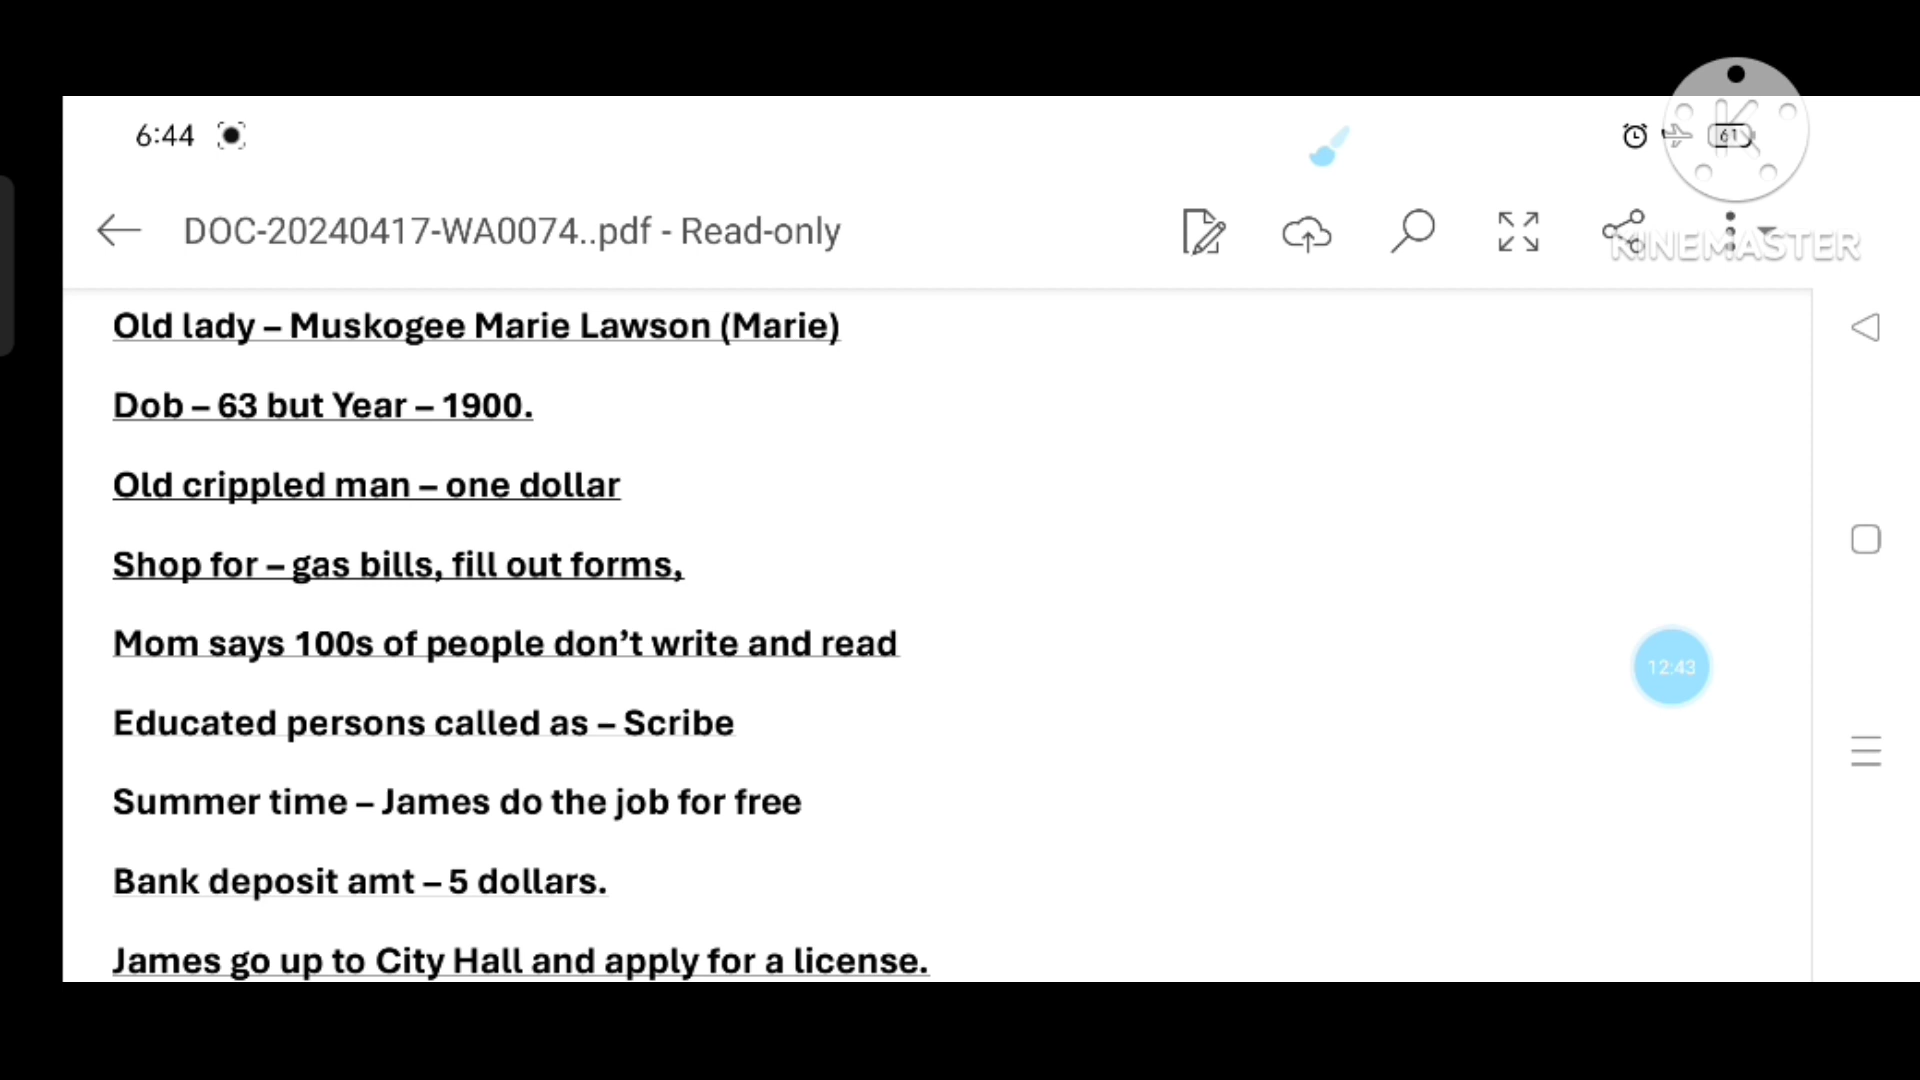 6:44
61
DOC-20240417-WA0074..pdf - Read-only
KINEMASTER
Old lady – Muskogee Marie Lawson (Marie)
Dob – 63 but Year – 1900.
Old crippled man – one dollar
Shop for – gas bills, fill out forms,
Mom says 100s of people don’t write and read
12:43
Educated persons called as – Scribe
Summer time – James do the job for free
Bank deposit amt – 5 dollars.
James go up to City Hall and apply for a license.